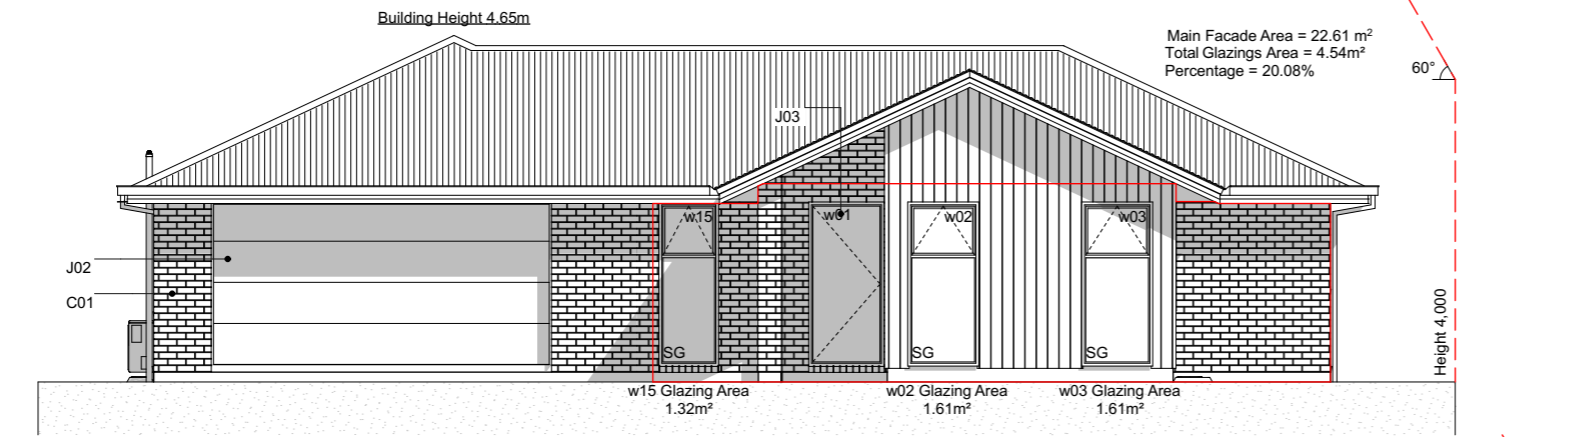 Building Height 4.65m
Main Facade Area = 22.61 m²
Total Glazings Area = 4.54m²
Percentage = 20.08%
60°
J03
w15
w01
w02
w03
J02
C01
Height 4,000
SG
SG
SG
w15 Glazing Area
1.32m²
w02 Glazing Area
1.61m²
w03 Glazing Area
1.61m²